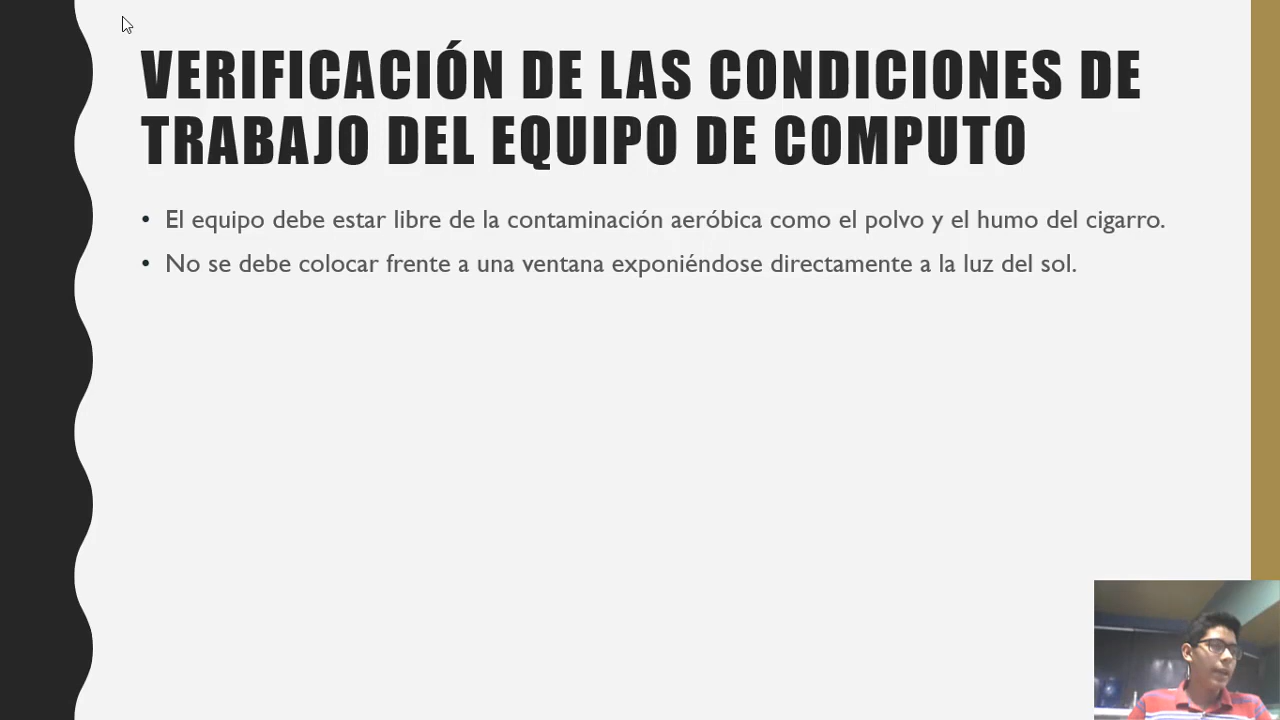 VERIFICACIÓN DE LAS CONDICIONES DE
TRABAJO DEL EQUIPO DE COMPUTO
• El equipo debe estar libre de la contaminación aeróbica como el polvo y el humo del cigarro.
• No se debe colocar frente a una ventana exponiéndose directamente a la luz del sol.